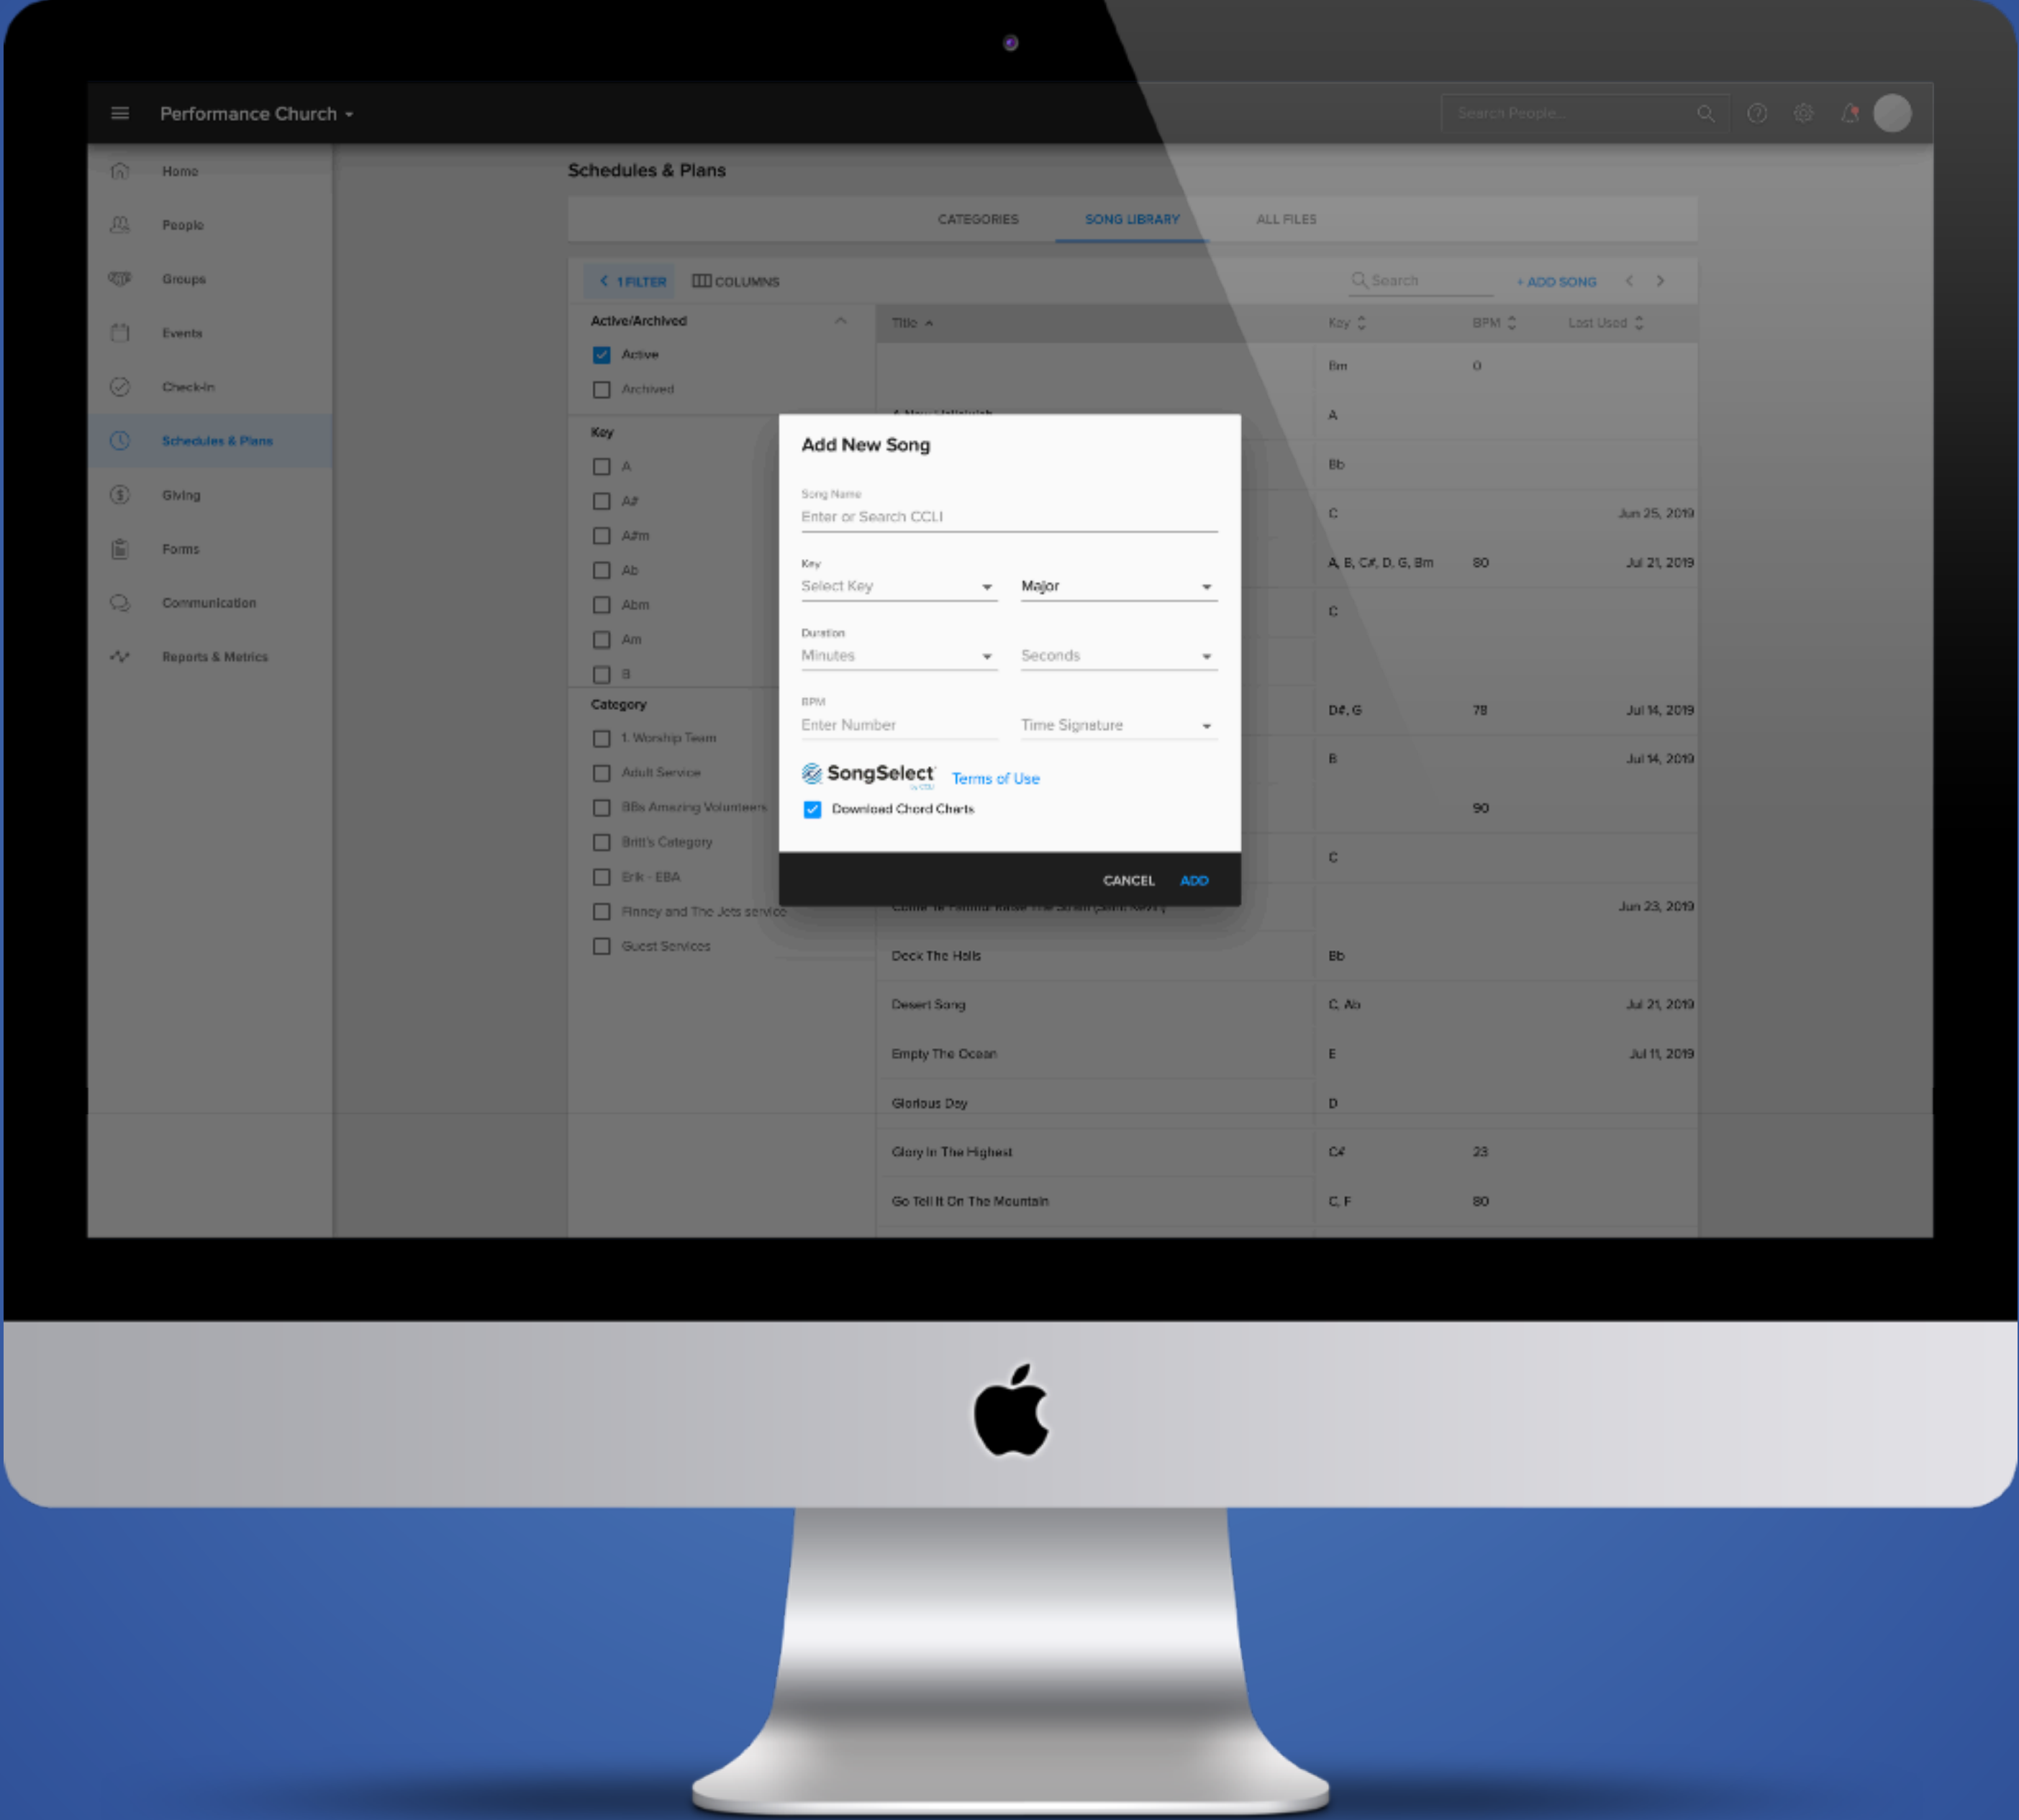 Performance Church
Search People...
Home
People
Groups
Events
Check-In
Schedules & Plans
Giving
Forms
Communication
Reports & Metrics
Schedules & Plans
CATEGORIES SONG LIBRARY ALL FILES
1 FILTER COLUMNS Search + ADD SONG
Active/Archived
Active
Archived
Key
A
A#
A#m
Ab
Abm
Am
B
Category
1. Worship Team
Adult Service
BBs Amazing Volunteers
Britt's Category
Erik - EBA
Finney and The Jets service
Guest Services
Title Key BPM Last Used
Bm 0
A New Hallelujah A
Bb
C Jun 25, 2019
A, B, C#, D, G, Bm 80 Jul 21, 2019
C
D#, G 78 Jul 14, 2019
B Jul 14, 2019
90
C
Jun 23, 2019
Deck The Halls Bb
Desert Song C, Ab Jul 21, 2019
Empty The Ocean E Jul 11, 2019
Glorious Day D
Glory In The Highest C# 23
Go Tell It On The Mountain C, F 80
Add New Song
Song Name
Enter or Search CCLI
Key
Select Key Major
Duration
Minutes Seconds
BPM
Enter Number Time Signature
SongSelect Terms of Use
by CCLI
Download Chord Charts
CANCEL ADD